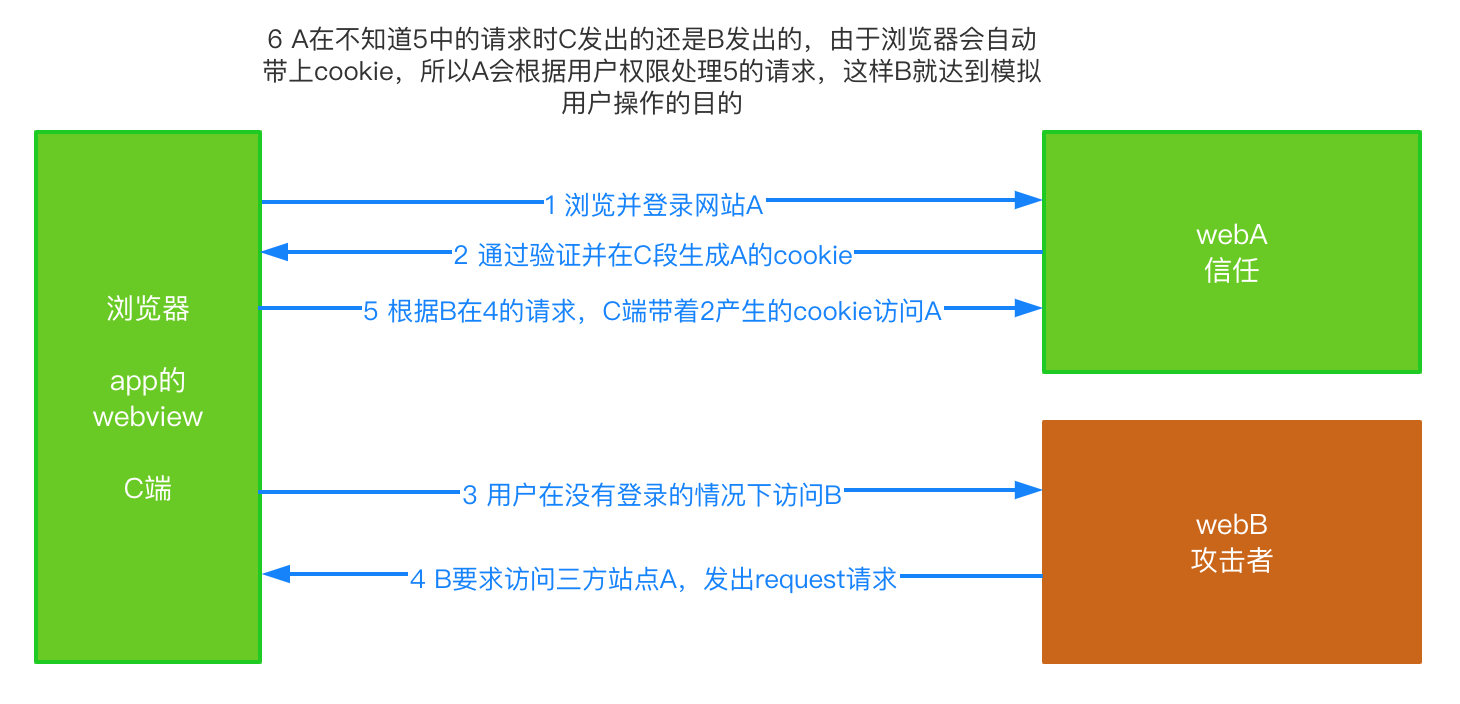 6 A在不知道5中的请求时C发出的还是B发出的，由于浏览器会自动
带上cookie，所以A会根据用户权限处理5的请求，这样B就达到模拟
用户操作的目的
1 浏览并登录网站A
2 通过验证并在C段生成A的cookie
5 根据B在4的请求，C端带着2产生的cookie访问A
3 用户在没有登录的情况下访问B
4 B要求访问三方站点A，发出request请求
浏览器
app的
webview
C端
webA
信任
webB
攻击者